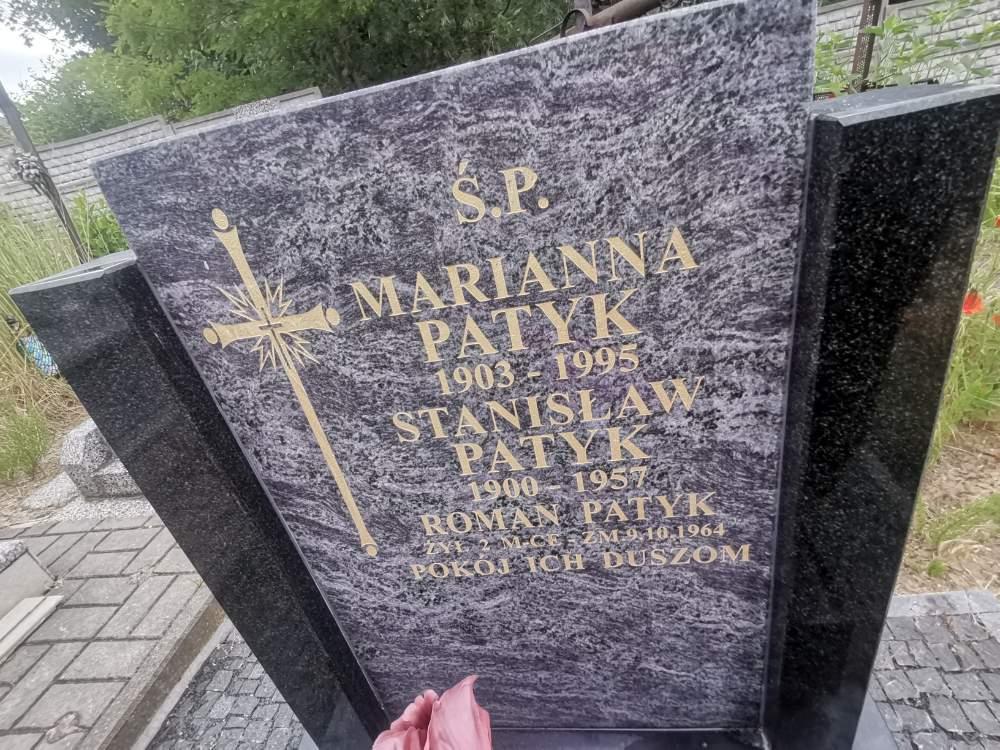 Ś.P.
MARIANNA
PATYK
1903 - 1995
STANISŁAW
PATYK
1900 - 1957
ROMAN PATYK
ŻYŁ 2 M-CE - ZM 9.10.1964
POKÓJ ICH DUSZOM